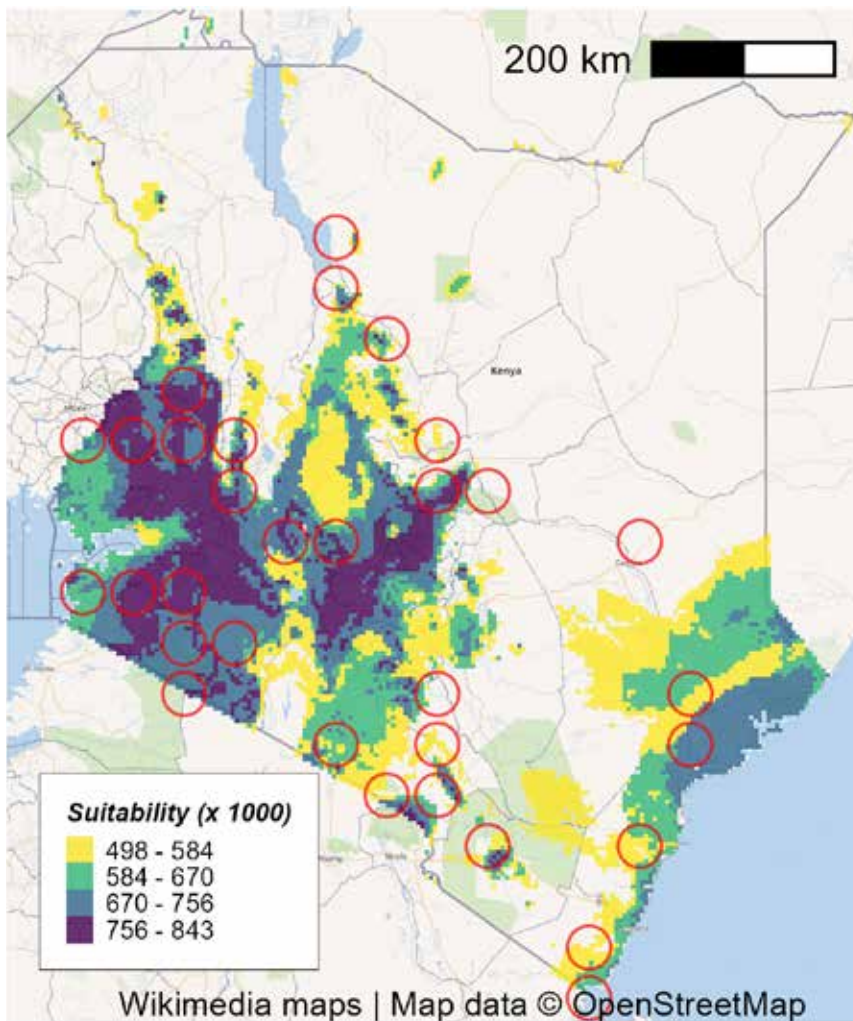 200 km
Kenya
Suitability (x 1000)
498 - 584
584 - 670
670 - 756
756 - 843
Wikimedia maps | Map data © OpenStreetMap